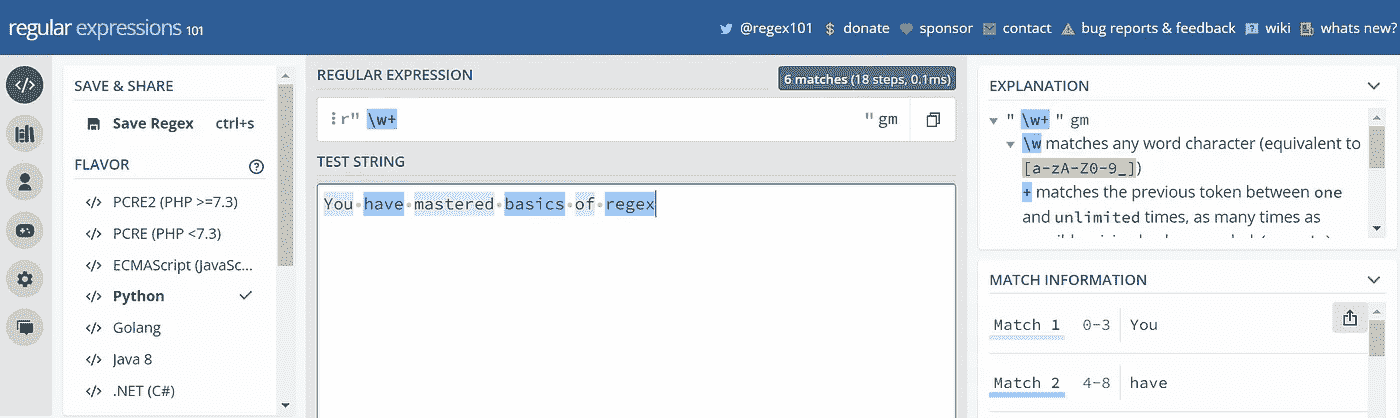 regular expressions 101
@regex101 $ donate sponsor contact bug reports & feedback wiki whats new?
SAVE & SHARE
Save Regex ctrl+s
FLAVOR
</> PCRE2 (PHP >=7.3)
</> PCRE (PHP <7.3)
</> ECMAScript (JavaSc...
</> Python
</> Golang
</> Java 8
</> .NET (C#)
REGULAR EXPRESSION
6 matches (18 steps, 0.1ms)
r" \w+ " gm
TEST STRING
You have mastered basics of regex
EXPLANATION
" \w+ " gm
\w matches any word character (equivalent to
[a-zA-Z0-9_])
+ matches the previous token between one
and unlimited times, as many times as
MATCH INFORMATION
Match 1 0-3 You
Match 2 4-8 have